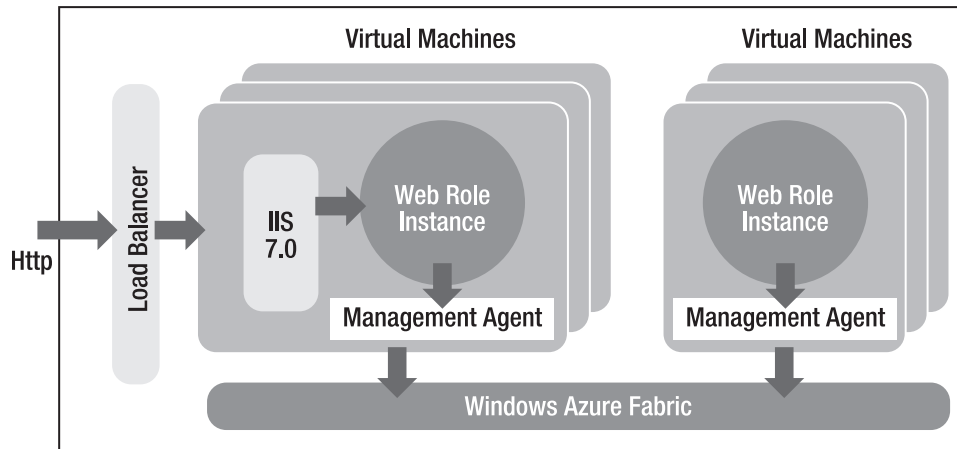 Virtual Machines
Virtual Machines
Http
Load Balancer
IIS
7.0
Web Role
Instance
Management Agent
Web Role
Instance
Management Agent
Windows Azure Fabric